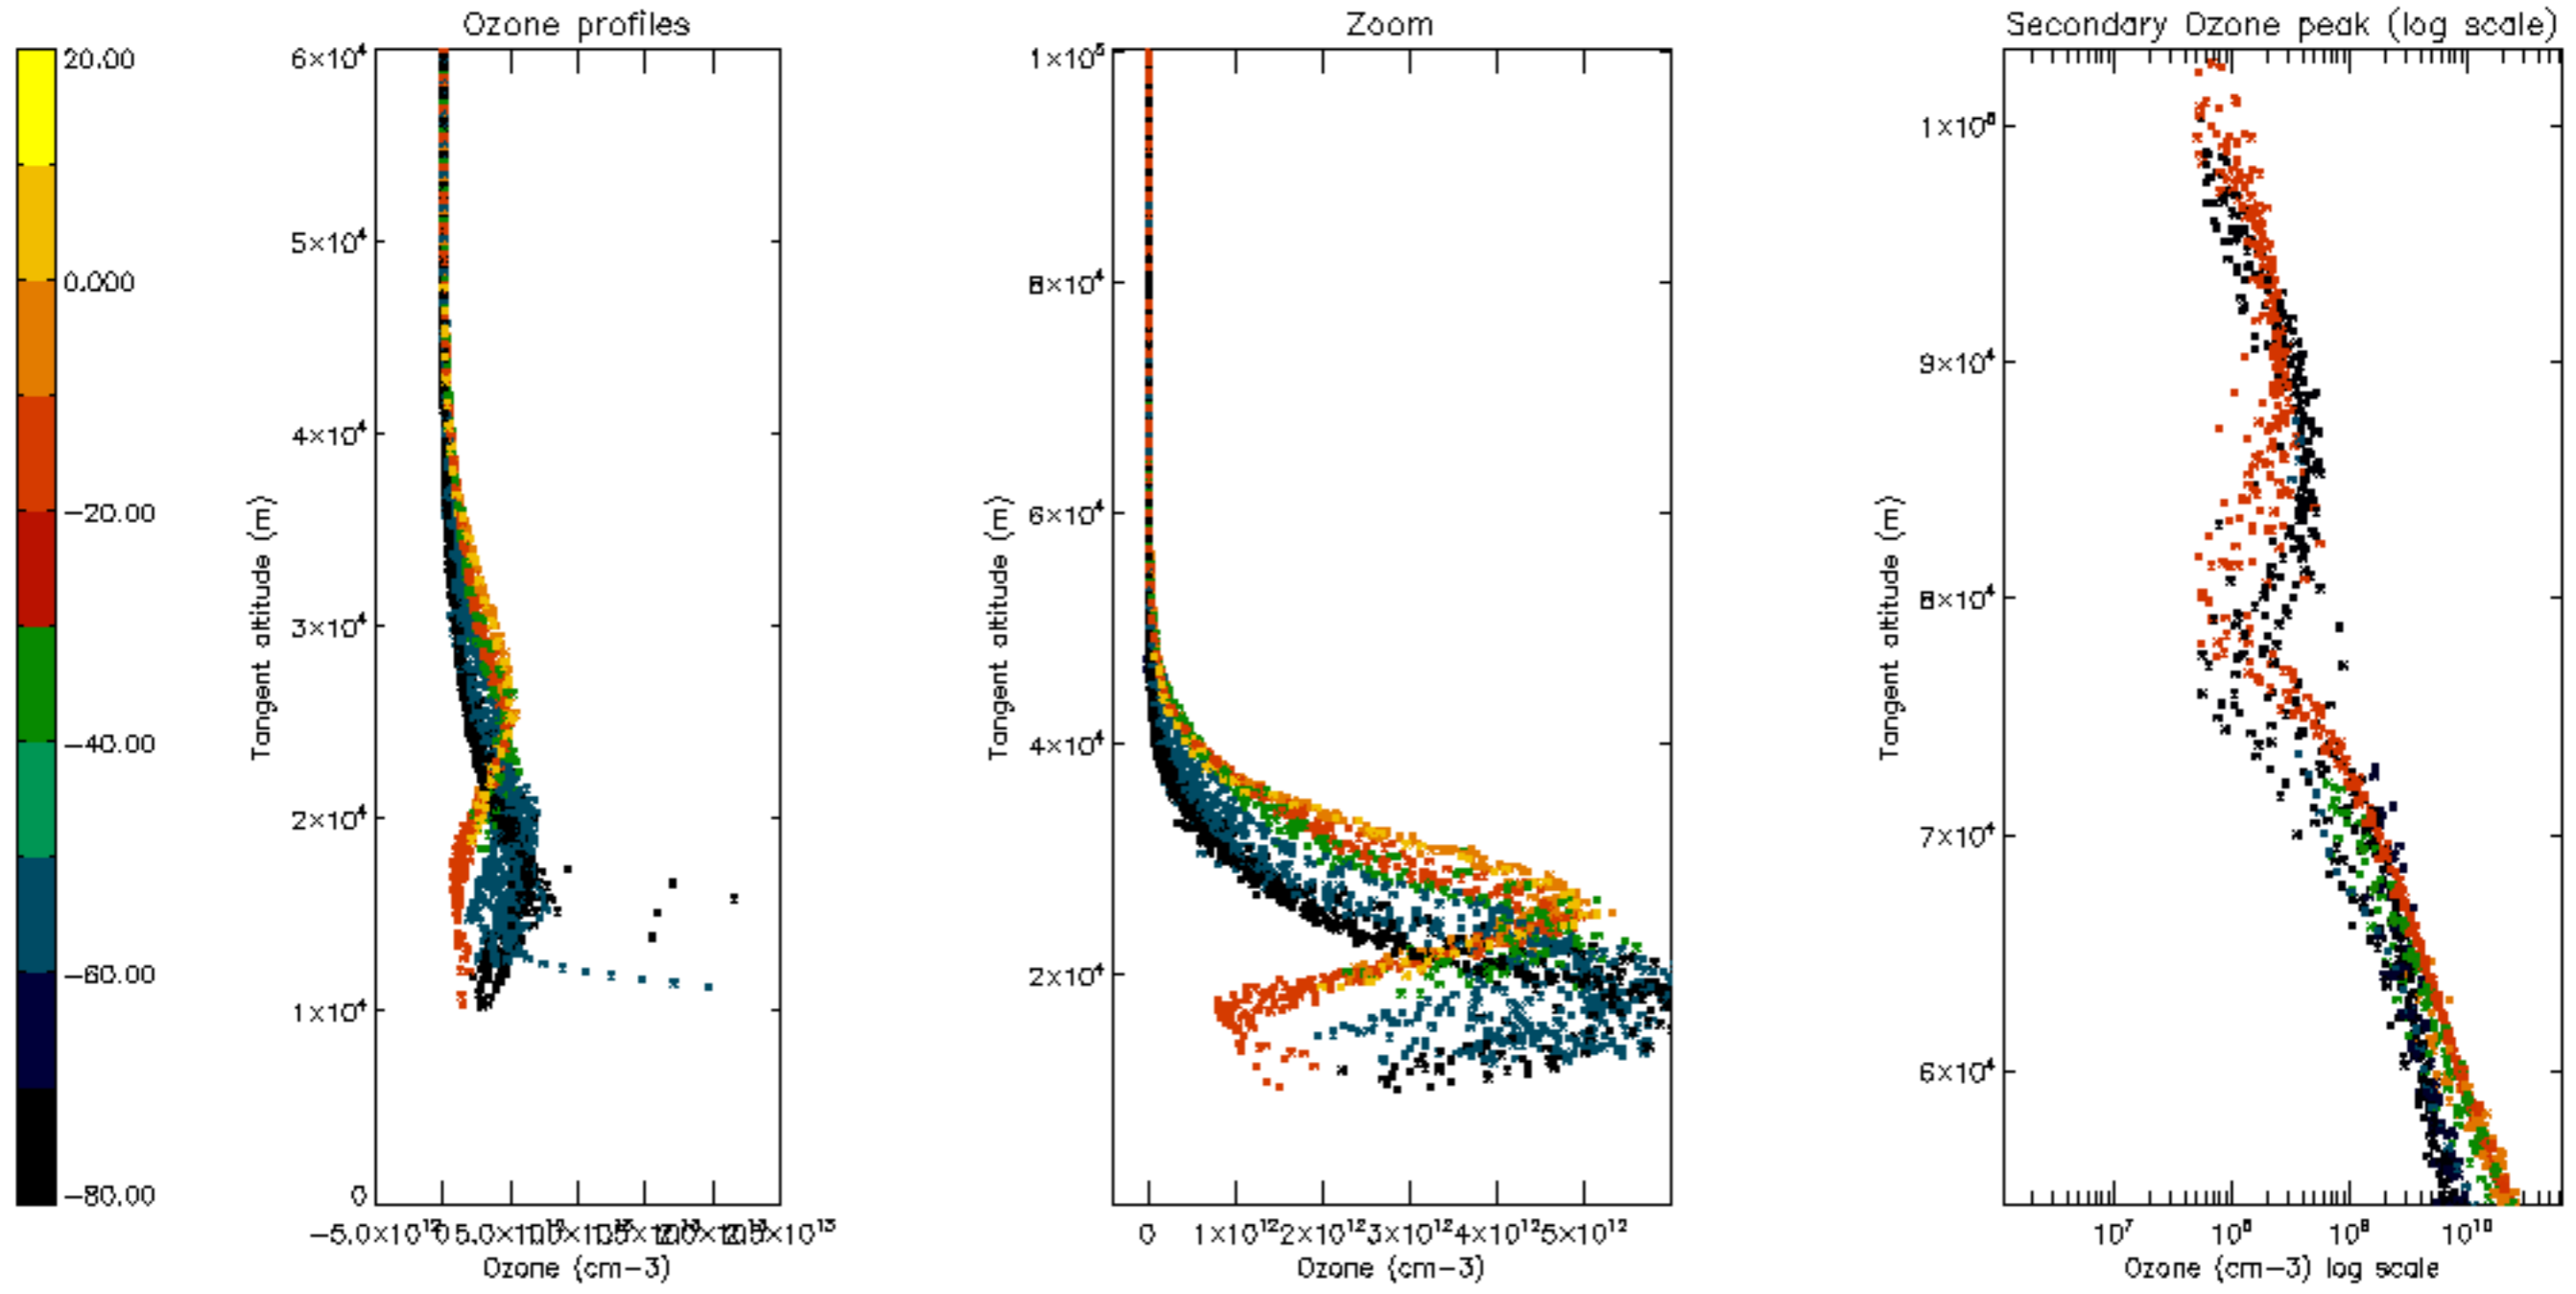 Ozone profiles
Zoom
Secondary Ozone peak (log scale)
20.00
0.000
−20.00
−40.00
−60.00
−80.00
6×10⁴
5×10⁴
4×10⁴
3×10⁴
2×10⁴
1×10⁴
0
Tangent altitude (m)
−5.0×10¹²
Ozone (cm−3)
1×10⁵
8×10⁴
6×10⁴
4×10⁴
2×10⁴
Tangent altitude (m)
0 1×10¹² 2×10¹² 3×10¹² 4×10¹² 5×10¹²
Ozone (cm−3)
1×10⁵
9×10⁴
8×10⁴
7×10⁴
6×10⁴
Tangent altitude (m)
10⁷ 10⁸ 10⁹ 10¹⁰
Ozone (cm−3) log scale